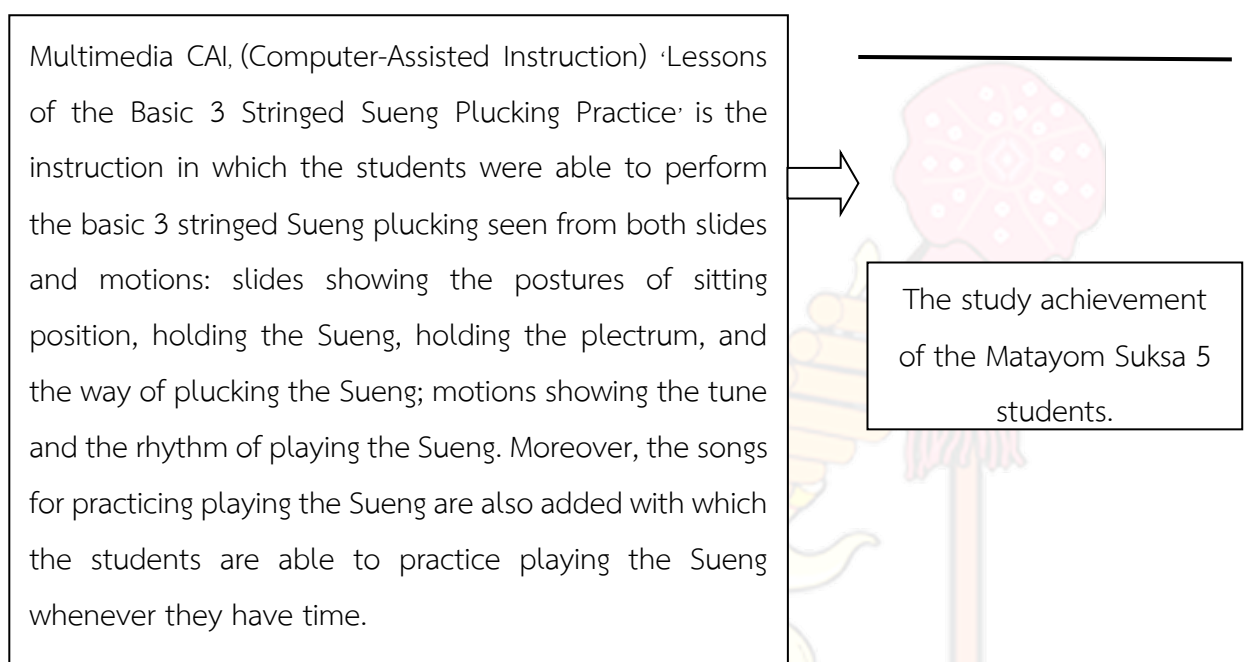 Multimedia CAI, (Computer-Assisted Instruction) ‘Lessons
of the Basic 3 Stringed Sueng Plucking Practice’ is the
instruction in which the students were able to perform
the basic 3 stringed Sueng plucking seen from both slides
and motions: slides showing the postures of sitting
position, holding the Sueng, holding the plectrum, and
the way of plucking the Sueng; motions showing the tune
and the rhythm of playing the Sueng. Moreover, the songs
for practicing playing the Sueng are also added with which
the students are able to practice playing the Sueng
whenever they have time.
The study achievement
of the Matayom Suksa 5
students.